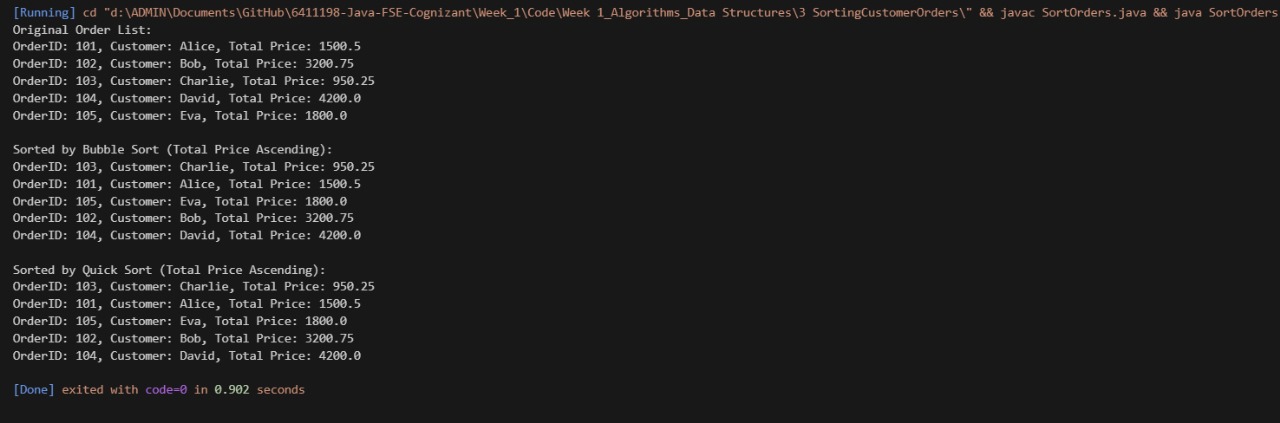 [Running] cd "d:\ADMIN\Documents\GitHub\6411198-Java-FSE-Cognizant\Week_1\Code\Week 1_Algorithms_Data Structures\3 SortingCustomerOrders\" && javac SortOrders.java && java SortOrders
Original Order List:
OrderID: 101, Customer: Alice, Total Price: 1500.5
OrderID: 102, Customer: Bob, Total Price: 3200.75
OrderID: 103, Customer: Charlie, Total Price: 950.25
OrderID: 104, Customer: David, Total Price: 4200.0
OrderID: 105, Customer: Eva, Total Price: 1800.0
Sorted by Bubble Sort (Total Price Ascending):
OrderID: 103, Customer: Charlie, Total Price: 950.25
OrderID: 101, Customer: Alice, Total Price: 1500.5
OrderID: 105, Customer: Eva, Total Price: 1800.0
OrderID: 102, Customer: Bob, Total Price: 3200.75
OrderID: 104, Customer: David, Total Price: 4200.0
Sorted by Quick Sort (Total Price Ascending):
OrderID: 103, Customer: Charlie, Total Price: 950.25
OrderID: 101, Customer: Alice, Total Price: 1500.5
OrderID: 105, Customer: Eva, Total Price: 1800.0
OrderID: 102, Customer: Bob, Total Price: 3200.75
OrderID: 104, Customer: David, Total Price: 4200.0
[Done] exited with code=0 in 0.902 seconds